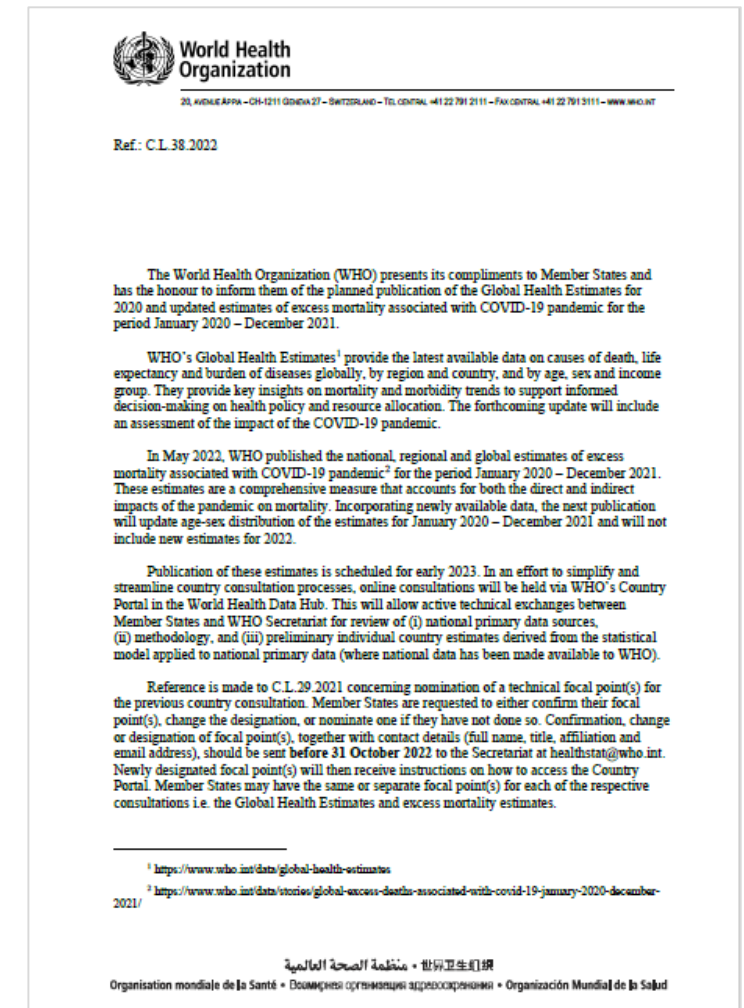 World Health
Organization
20, AVENUE APPIA – CH-1211 GENEVA 27 – SWITZERLAND – TEL CENTRAL +41 22 791 2111 – FAX CENTRAL +41 22 791 3111 – WWW.WHO.INT
Ref.: C.L.38.2022
The World Health Organization (WHO) presents its compliments to Member States and
has the honour to inform them of the planned publication of the Global Health Estimates for
2020 and updated estimates of excess mortality associated with COVID-19 pandemic for the
period January 2020 – December 2021.
WHO's Global Health Estimates¹ provide the latest available data on causes of death, life
expectancy and burden of diseases globally, by region and country, and by age, sex and income
group. They provide key insights on mortality and morbidity trends to support informed
decision-making on health policy and resource allocation. The forthcoming update will include
an assessment of the impact of the COVID-19 pandemic.
In May 2022, WHO published the national, regional and global estimates of excess
mortality associated with COVID-19 pandemic² for the period January 2020 – December 2021.
These estimates are a comprehensive measure that accounts for both the direct and indirect
impacts of the pandemic on mortality. Incorporating newly available data, the next publication
will update age-sex distribution of the estimates for January 2020 – December 2021 and will not
include new estimates for 2022.
Publication of these estimates is scheduled for early 2023. In an effort to simplify and
streamline country consultation processes, online consultations will be held via WHO's Country
Portal in the World Health Data Hub. This will allow active technical exchanges between
Member States and WHO Secretariat for review of (i) national primary data sources,
(ii) methodology, and (iii) preliminary individual country estimates derived from the statistical
model applied to national primary data (where national data has been made available to WHO).
Reference is made to C.L.29.2021 concerning nomination of a technical focal point(s) for
the previous country consultation. Member States are requested to either confirm their focal
point(s), change the designation, or nominate one if they have not done so. Confirmation, change
or designation of focal point(s), together with contact details (full name, title, affiliation and
email address), should be sent before 31 October 2022 to the Secretariat at healthstat@who.int.
Newly designated focal point(s) will then receive instructions on how to access the Country
Portal. Member States may have the same or separate focal point(s) for each of the respective
consultations i.e. the Global Health Estimates and excess mortality estimates.
¹ https://www.who.int/data/global-health-estimates
² https://www.who.int/data/stories/global-excess-deaths-associated-with-covid-19-january-2020-december-
2021/
منظمة الصحة العالمية • 世界卫生组织
Organisation mondiale de la Santé • Всемирная организация здравоохранения • Organización Mundial de la Salud